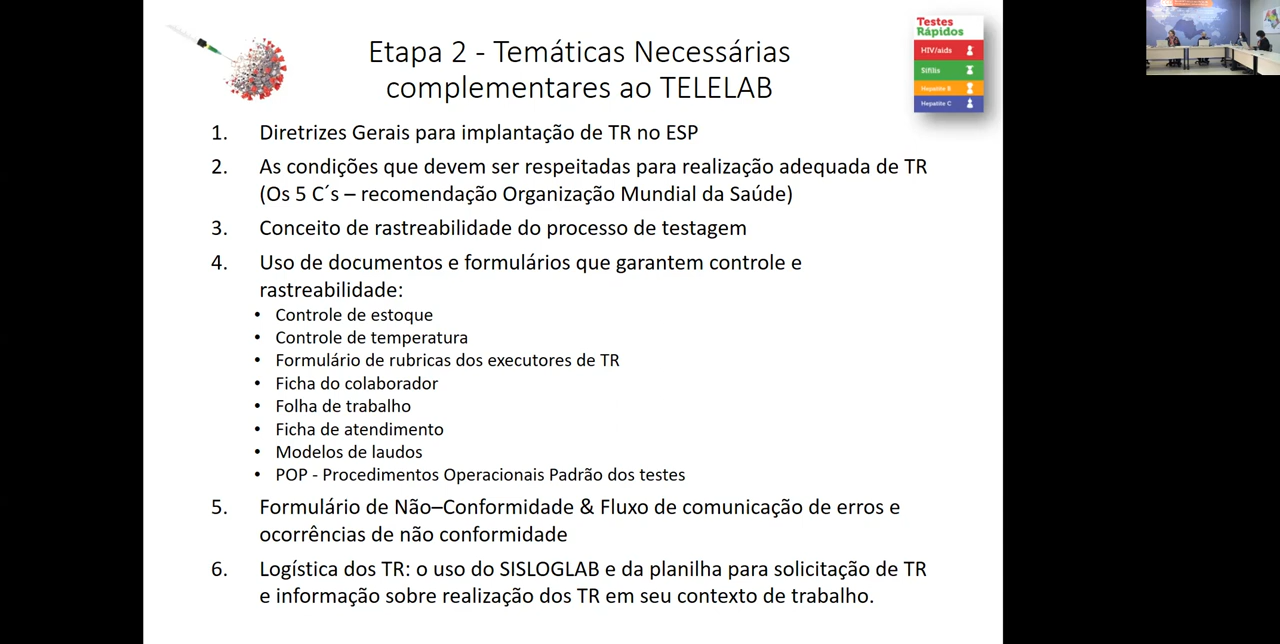 Etapa 2 - Temáticas Necessárias
complementares ao TELELAB
Testes
Rápidos
HIV/aids
Sífilis
Hepatite B
Hepatite C
1. Diretrizes Gerais para implantação de TR no ESP
2. As condições que devem ser respeitadas para realização adequada de TR
(Os 5 C´s – recomendação Organização Mundial da Saúde)
3. Conceito de rastreabilidade do processo de testagem
4. Uso de documentos e formulários que garantem controle e
rastreabilidade:
• Controle de estoque
• Controle de temperatura
• Formulário de rubricas dos executores de TR
• Ficha do colaborador
• Folha de trabalho
• Ficha de atendimento
• Modelos de laudos
• POP - Procedimentos Operacionais Padrão dos testes
5. Formulário de Não–Conformidade & Fluxo de comunicação de erros e
ocorrências de não conformidade
6. Logística dos TR: o uso do SISLOGLAB e da planilha para solicitação de TR
e informação sobre realização dos TR em seu contexto de trabalho.